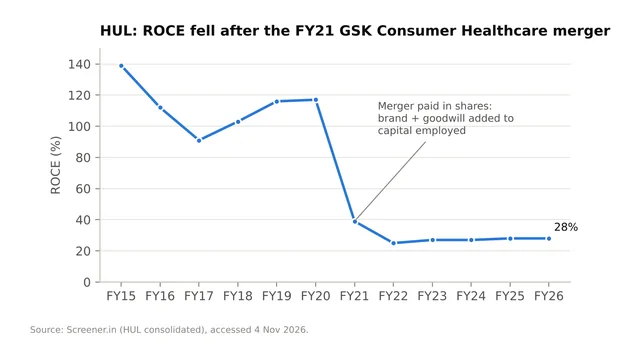 HUL: ROCE fell after the FY21 GSK Consumer Healthcare merger
140
120
100
80
60
40
20
0
ROCE (%)
Merger paid in shares:
brand + goodwill added to
capital employed
28%
FY15 FY16 FY17 FY18 FY19 FY20 FY21 FY22 FY23 FY24 FY25 FY26
Source: Screener.in (HUL consolidated), accessed 4 Nov 2026.